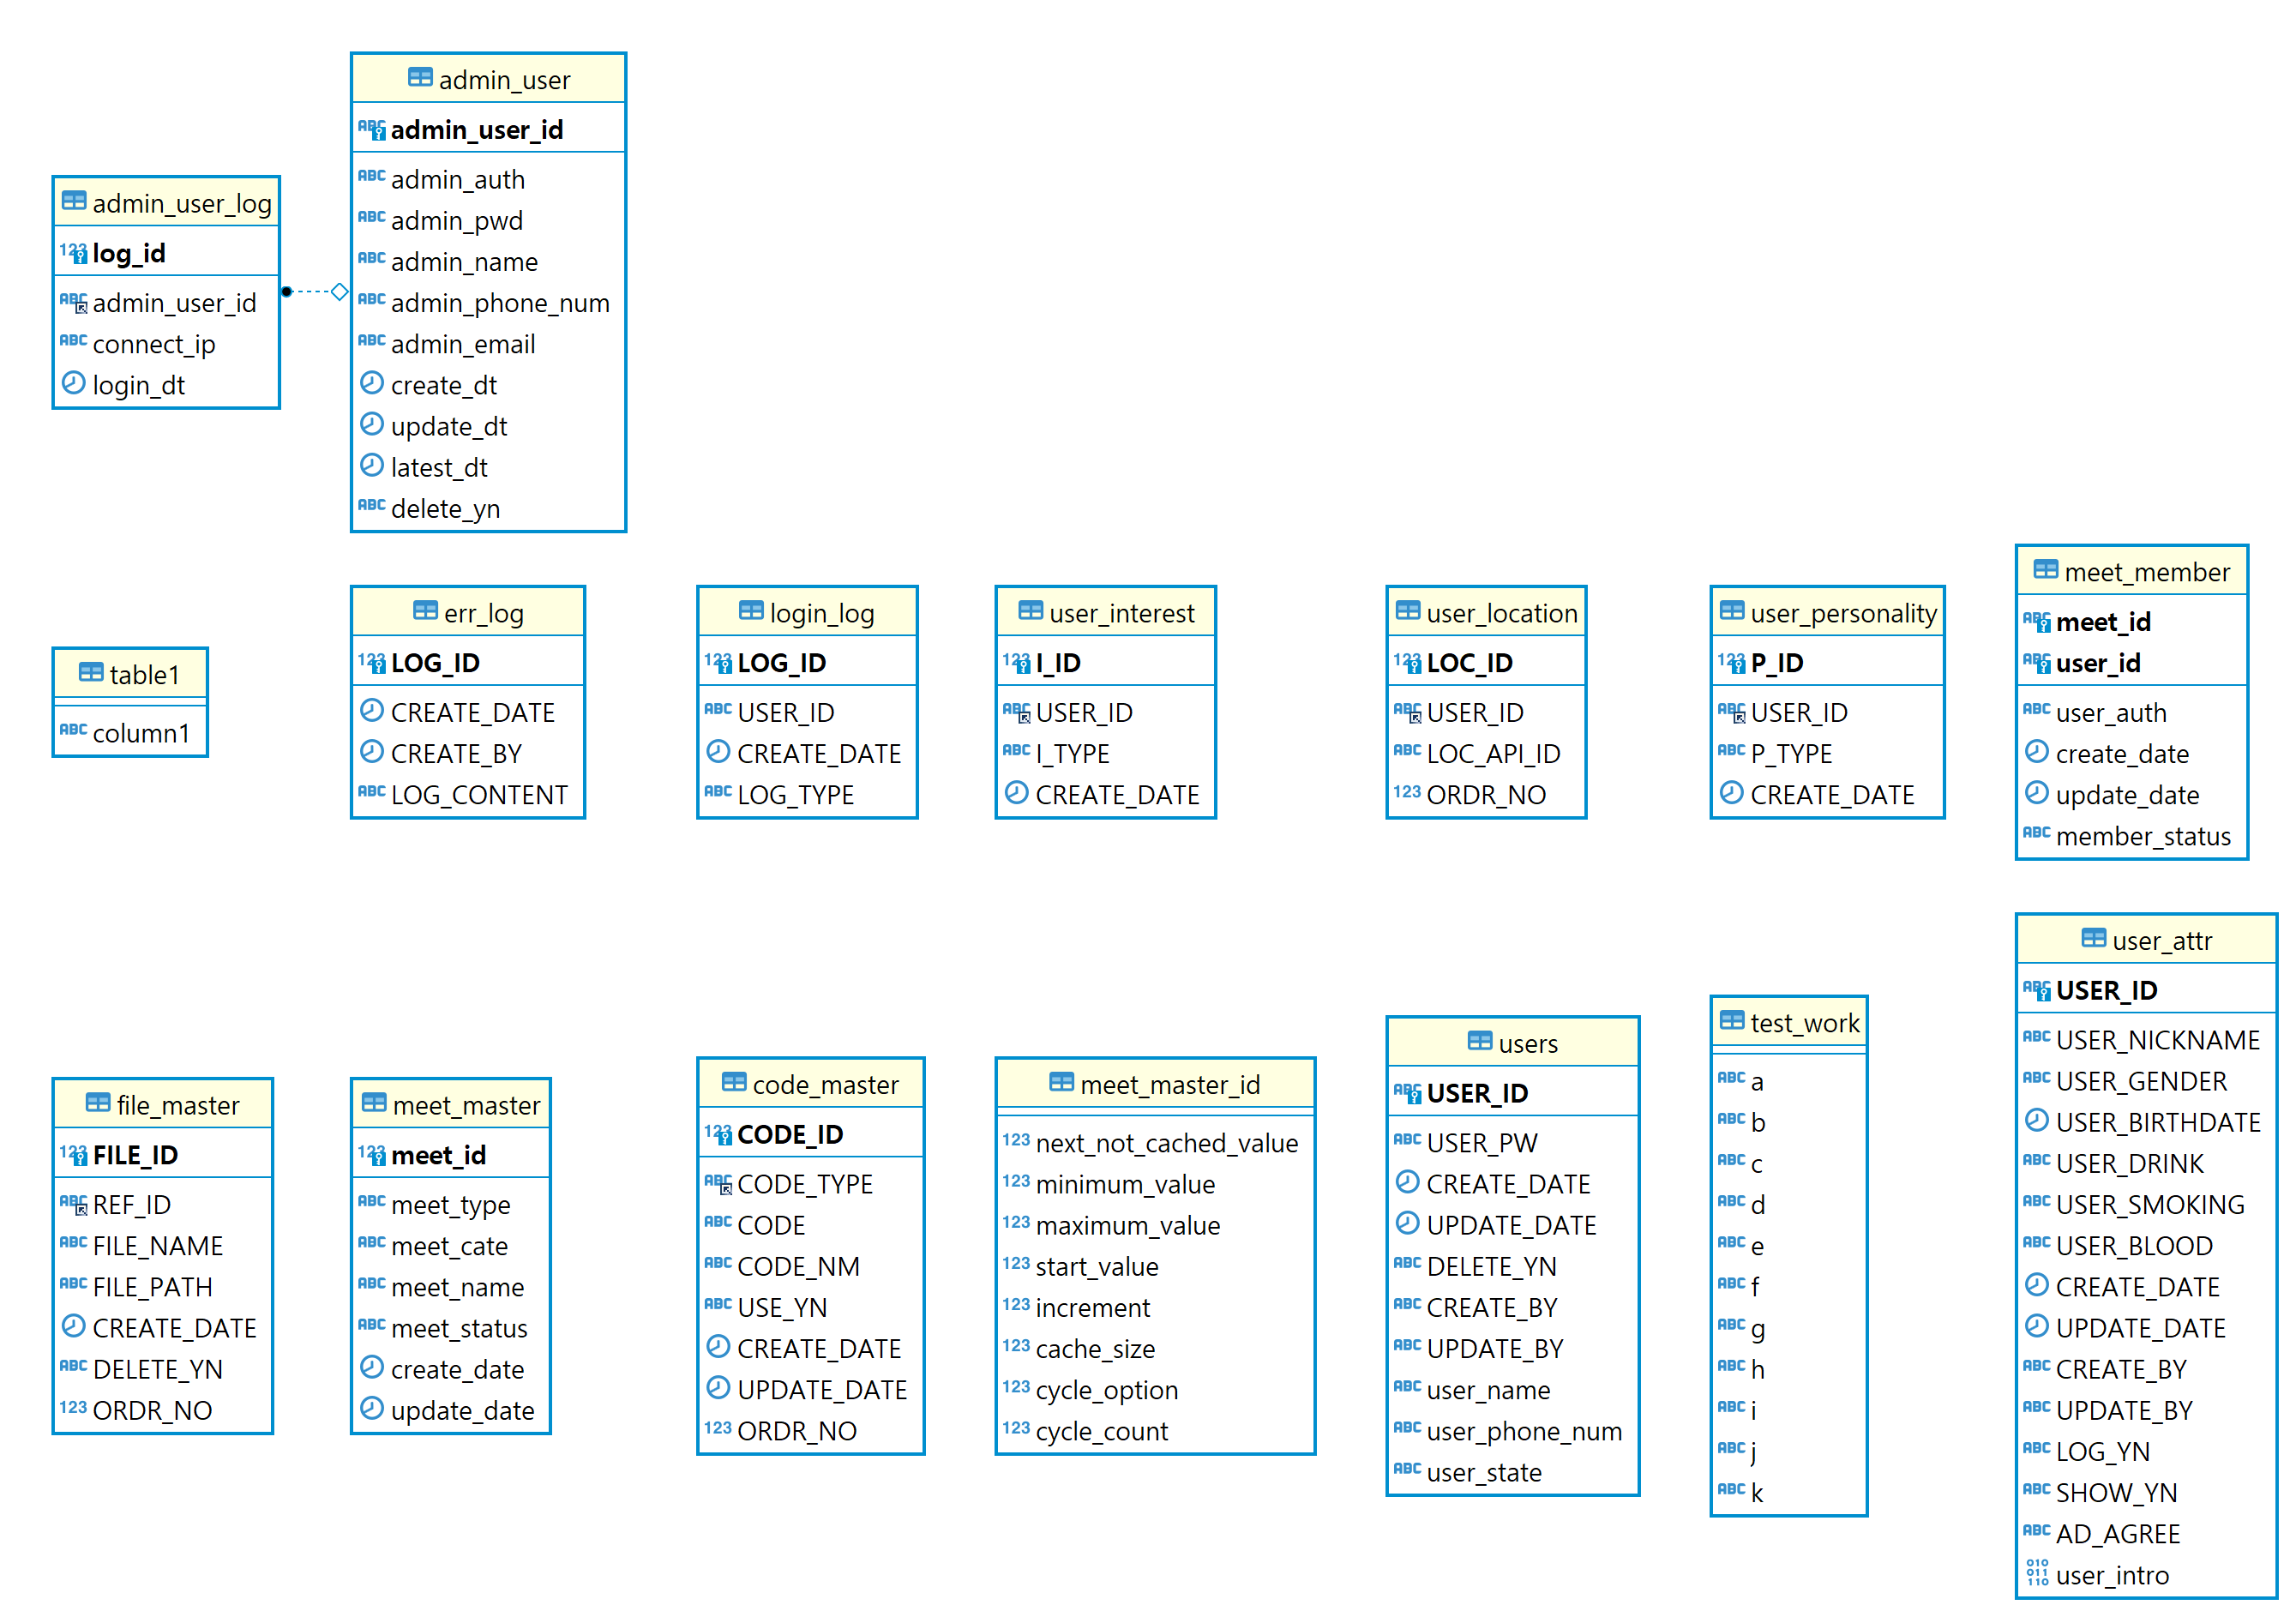 admin_user
admin_user_id
admin_auth
admin_pwd
admin_name
admin_phone_num
admin_email
create_dt
update_dt
latest_dt
delete_yn
admin_user_log
log_id
admin_user_id
connect_ip
login_dt
table1
column1
err_log
LOG_ID
CREATE_DATE
CREATE_BY
LOG_CONTENT
login_log
LOG_ID
USER_ID
CREATE_DATE
LOG_TYPE
user_interest
I_ID
USER_ID
I_TYPE
CREATE_DATE
user_location
LOC_ID
USER_ID
LOC_API_ID
ORDR_NO
user_personality
P_ID
USER_ID
P_TYPE
CREATE_DATE
meet_member
meet_id
user_id
user_auth
create_date
update_date
member_status
file_master
FILE_ID
REF_ID
FILE_NAME
FILE_PATH
CREATE_DATE
DELETE_YN
ORDR_NO
meet_master
meet_id
meet_type
meet_cate
meet_name
meet_status
create_date
update_date
code_master
CODE_ID
CODE_TYPE
CODE
CODE_NM
USE_YN
CREATE_DATE
UPDATE_DATE
ORDR_NO
meet_master_id
next_not_cached_value
minimum_value
maximum_value
start_value
increment
cache_size
cycle_option
cycle_count
users
USER_ID
USER_PW
CREATE_DATE
UPDATE_DATE
DELETE_YN
CREATE_BY
UPDATE_BY
user_name
user_phone_num
user_state
test_work
a
b
c
d
e
f
g
h
i
j
k
user_attr
USER_ID
USER_NICKNAME
USER_GENDER
USER_BIRTHDATE
USER_DRINK
USER_SMOKING
USER_BLOOD
CREATE_DATE
UPDATE_DATE
CREATE_BY
UPDATE_BY
LOG_YN
SHOW_YN
AD_AGREE
user_intro